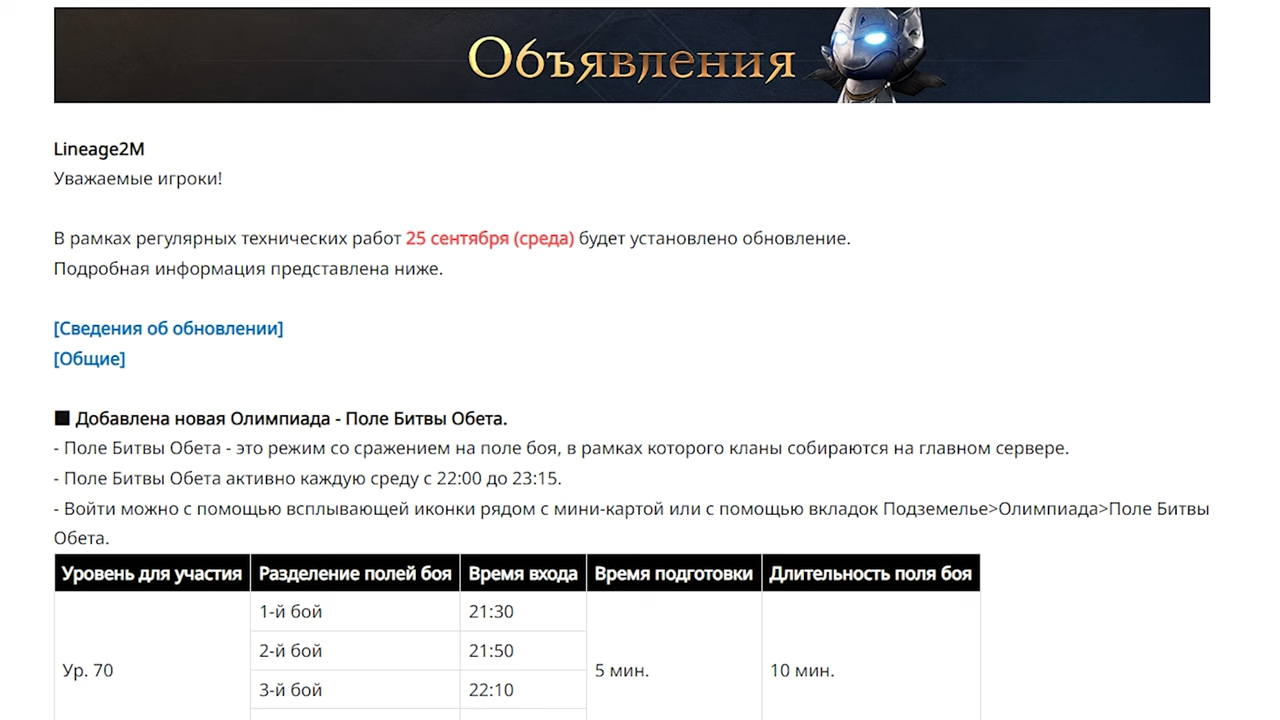 Объявления
Lineage2M
Уважаемые игроки!
В рамках регулярных технических работ 25 сентября (среда) будет установлено обновление.
Подробная информация представлена ниже.
[Сведения об обновлении]
[Общие]
■ Добавлена новая Олимпиада - Поле Битвы Обета.
- Поле Битвы Обета - это режим со сражением на поле боя, в рамках которого кланы собираются на главном сервере.
- Поле Битвы Обета активно каждую среду с 22:00 до 23:15.
- Войти можно с помощью всплывающей иконки рядом с мини-картой или с помощью вкладок Подземелье>Олимпиада>Поле Битвы
Обета.
Уровень для участия Разделение полей боя Время входа Время подготовки Длительность поля боя
1-й бой 21:30
2-й бой 21:50
Ур. 70 5 мин. 10 мин.
3-й бой 22:10